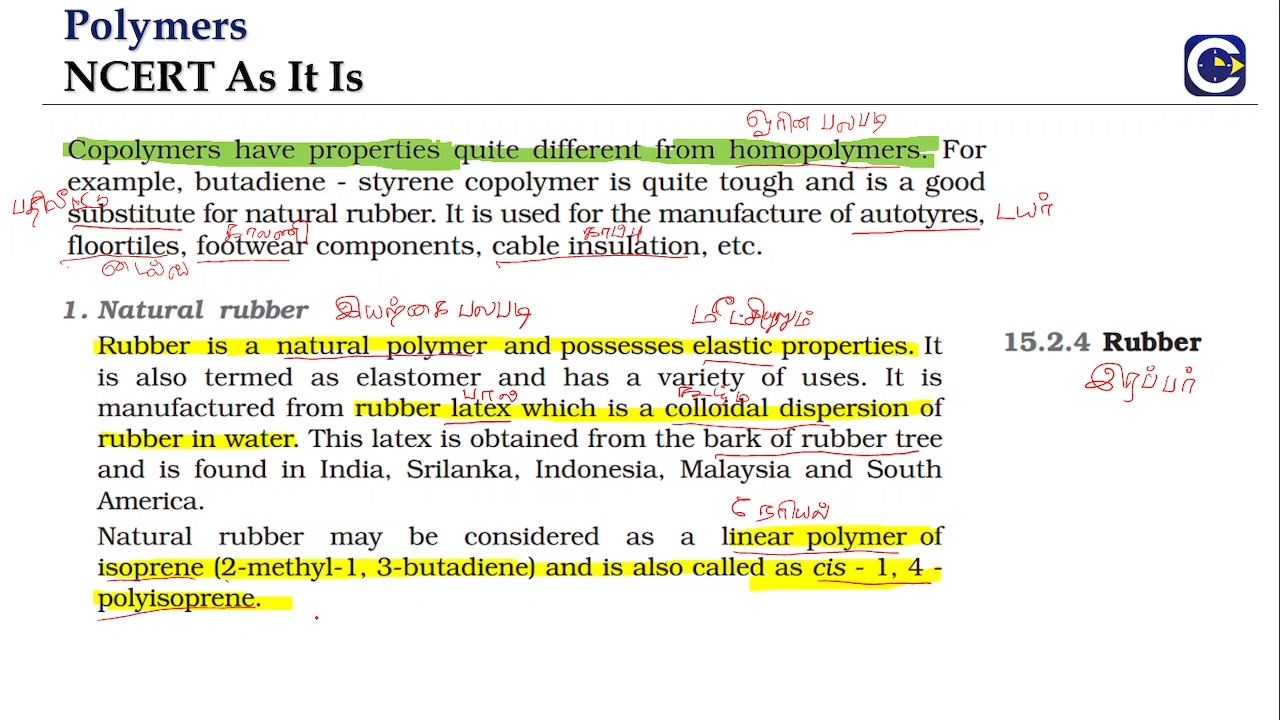 Polymers
NCERT As It Is
ஓரின பலபடி
Copolymers have properties quite different from homopolymers. For
example, butadiene - styrene copolymer is quite tough and is a good
substitute for natural rubber. It is used for the manufacture of autotyres,
டயர்
காலணி
floortiles, footwear components, cable insulation, etc.
1. Natural rubber இயற்கை பலபடி
Rubber is a natural polymer and possesses elastic properties. It
15.2.4 Rubber
இரப்பர்
is also termed as elastomer and has a variety of uses. It is
பால்
manufactured from rubber latex which is a colloidal dispersion of
rubber in water. This latex is obtained from the bark of rubber tree
and is found in India, Srilanka, Indonesia, Malaysia and South
America.
நேரியல்
Natural rubber may be considered as a linear polymer of
isoprene (2-methyl-1, 3-butadiene) and is also called as cis - 1, 4 -
polyisoprene.